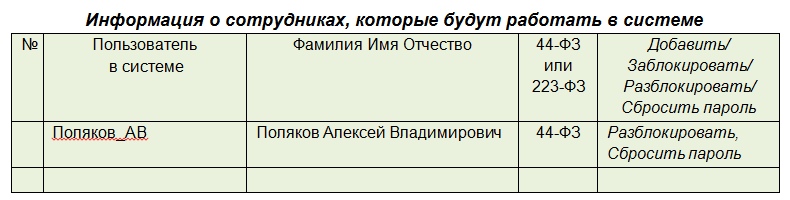 Информация о сотрудниках, которые будут работать в системе
№ Пользователь в системе Фамилия Имя Отчество 44-ФЗ или 223-ФЗ Добавить/ Заблокировать/ Разблокировать/ Сбросить пароль
Поляков_АВ Поляков Алексей Владимирович 44-ФЗ Разблокировать, Сбросить пароль